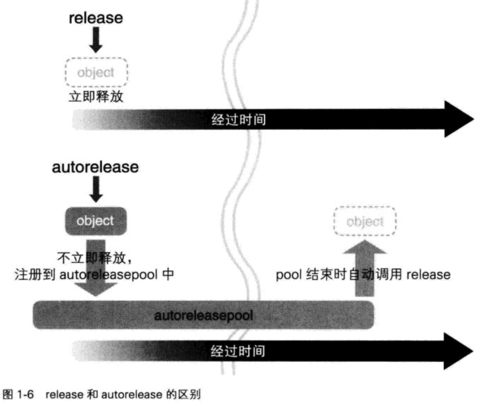 release
object
立即释放
经过时间
autorelease
object
object
不立即释放，
注册到 autoreleasepool 中
pool 结束时自动调用 release
autoreleasepool
经过时间
图 1-6 release 和 autorelease 的区别